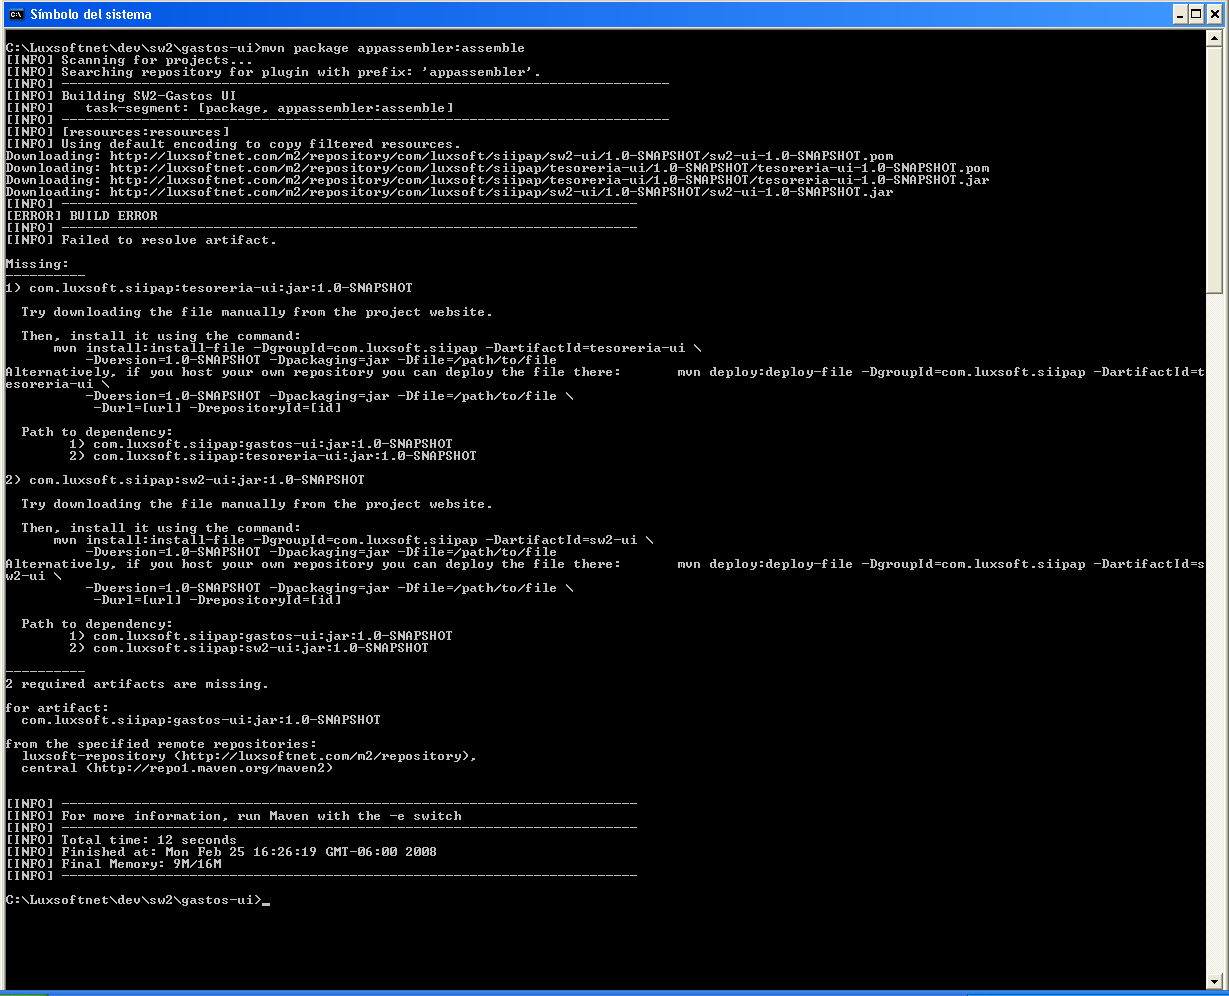 Símbolo del sistema
C:\Luxsoftnet\dev\sw2\gastos-ui>mvn package appassembler:assemble
[INFO] Scanning for projects...
[INFO] Searching repository for plugin with prefix: 'appassembler'.
[INFO] ----------------------------------------------------------------------------
[INFO] Building SW2-Gastos UI
[INFO]    task-segment: [package, appassembler:assemble]
[INFO] ----------------------------------------------------------------------------
[INFO] [resources:resources]
[INFO] Using default encoding to copy filtered resources.
Downloading: http://luxsoftnet.com/m2/repository/com/luxsoft/siipap/sw2-ui/1.0-SNAPSHOT/sw2-ui-1.0-SNAPSHOT.pom
Downloading: http://luxsoftnet.com/m2/repository/com/luxsoft/siipap/tesoreria-ui/1.0-SNAPSHOT/tesoreria-ui-1.0-SNAPSHOT.pom
Downloading: http://luxsoftnet.com/m2/repository/com/luxsoft/siipap/tesoreria-ui/1.0-SNAPSHOT/tesoreria-ui-1.0-SNAPSHOT.jar
Downloading: http://luxsoftnet.com/m2/repository/com/luxsoft/siipap/sw2-ui/1.0-SNAPSHOT/sw2-ui-1.0-SNAPSHOT.jar
[INFO] ------------------------------------------------------------------------
[ERROR] BUILD ERROR
[INFO] ------------------------------------------------------------------------
[INFO] Failed to resolve artifact.
Missing:
----------
1) com.luxsoft.siipap:tesoreria-ui:jar:1.0-SNAPSHOT
  Try downloading the file manually from the project website.
  Then, install it using the command:
      mvn install:install-file -DgroupId=com.luxsoft.siipap -DartifactId=tesoreria-ui \
          -Dversion=1.0-SNAPSHOT -Dpackaging=jar -Dfile=/path/to/file
Alternatively, if you host your own repository you can deploy the file there:       mvn deploy:deploy-file -DgroupId=com.luxsoft.siipap -DartifactId=t
esoreria-ui \
          -Dversion=1.0-SNAPSHOT -Dpackaging=jar -Dfile=/path/to/file \
           -Durl=[url] -DrepositoryId=[id]
  Path to dependency:
        1) com.luxsoft.siipap:gastos-ui:jar:1.0-SNAPSHOT
        2) com.luxsoft.siipap:tesoreria-ui:jar:1.0-SNAPSHOT
2) com.luxsoft.siipap:sw2-ui:jar:1.0-SNAPSHOT
  Try downloading the file manually from the project website.
  Then, install it using the command:
      mvn install:install-file -DgroupId=com.luxsoft.siipap -DartifactId=sw2-ui \
          -Dversion=1.0-SNAPSHOT -Dpackaging=jar -Dfile=/path/to/file
Alternatively, if you host your own repository you can deploy the file there:       mvn deploy:deploy-file -DgroupId=com.luxsoft.siipap -DartifactId=s
w2-ui \
          -Dversion=1.0-SNAPSHOT -Dpackaging=jar -Dfile=/path/to/file \
           -Durl=[url] -DrepositoryId=[id]
  Path to dependency:
        1) com.luxsoft.siipap:gastos-ui:jar:1.0-SNAPSHOT
        2) com.luxsoft.siipap:sw2-ui:jar:1.0-SNAPSHOT
----------
2 required artifacts are missing.
for artifact:
  com.luxsoft.siipap:gastos-ui:jar:1.0-SNAPSHOT
from the specified remote repositories:
  luxsoft-repository (http://luxsoftnet.com/m2/repository),
  central (http://repo1.maven.org/maven2)
[INFO] ------------------------------------------------------------------------
[INFO] For more information, run Maven with the -e switch
[INFO] ------------------------------------------------------------------------
[INFO] Total time: 12 seconds
[INFO] Finished at: Mon Feb 25 16:26:19 GMT-06:00 2008
[INFO] Final Memory: 9M/16M
[INFO] ------------------------------------------------------------------------
C:\Luxsoftnet\dev\sw2\gastos-ui>_